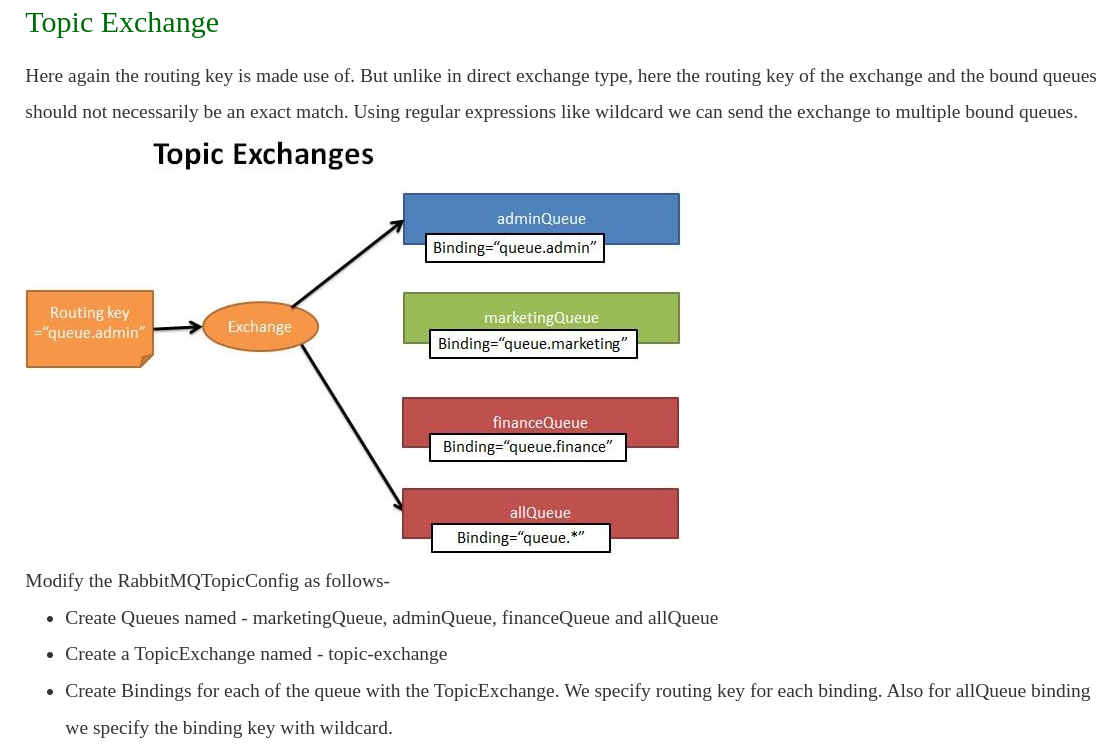 Topic Exchange
Here again the routing key is made use of. But unlike in direct exchange type, here the routing key of the exchange and the bound queues
should not necessarily be an exact match. Using regular expressions like wildcard we can send the exchange to multiple bound queues.
Topic Exchanges
adminQueue
Binding=“queue.admin”
Routing key
=“queue.admin”
Exchange
marketingQueue
Binding=“queue.marketing”
financeQueue
Binding=“queue.finance”
allQueue
Binding=“queue.*”
Modify the RabbitMQTopicConfig as follows-
• Create Queues named - marketingQueue, adminQueue, financeQueue and allQueue
• Create a TopicExchange named - topic-exchange
• Create Bindings for each of the queue with the TopicExchange. We specify routing key for each binding. Also for allQueue binding
we specify the binding key with wildcard.